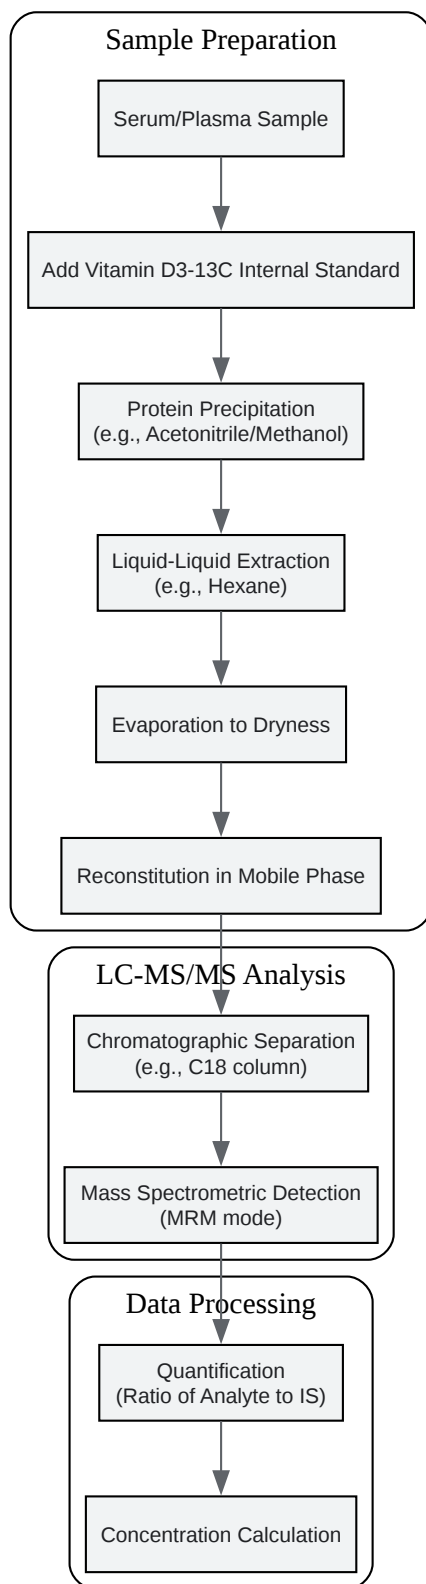 Sample Preparation
Serum/Plasma Sample
Add Vitamin D3-13C Internal Standard
Protein Precipitation
(e.g., Acetonitrile/Methanol)
Liquid-Liquid Extraction
(e.g., Hexane)
Evaporation to Dryness
Reconstitution in Mobile Phase
LC-MS/MS Analysis
Chromatographic Separation
(e.g., C18 column)
Mass Spectrometric Detection
(MRM mode)
Data Processing
Quantification
(Ratio of Analyte to IS)
Concentration Calculation